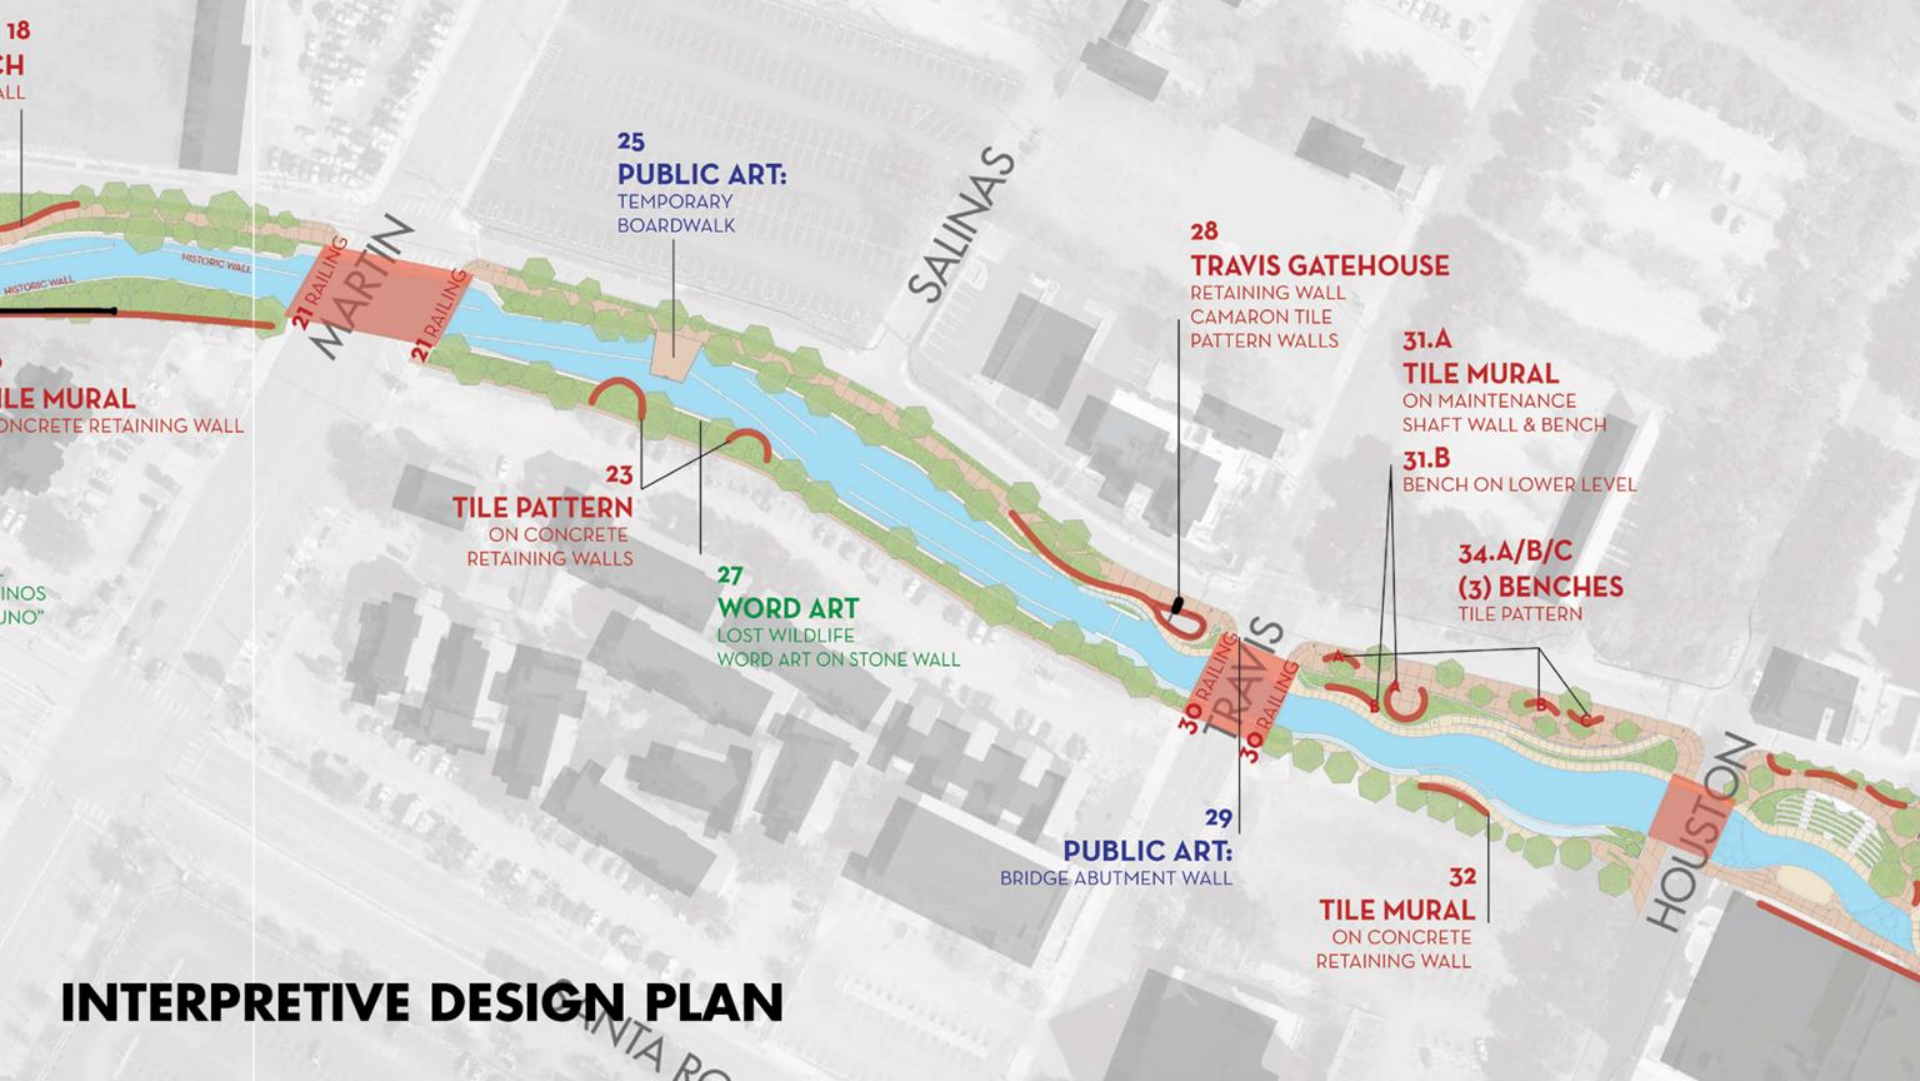 18
CH
ALL
HISTORIC WALL
HISTORIC WALL
21 RAILING
MARTIN
21 RAILING
ILE MURAL
ONCRETE RETAINING WALL
INOS
UNO”
25
PUBLIC ART:
TEMPORARY
BOARDWALK
SALINAS
23
TILE PATTERN
ON CONCRETE
RETAINING WALLS
27
WORD ART
LOST WILDLIFE
WORD ART ON STONE WALL
28
TRAVIS GATEHOUSE
RETAINING WALL
CAMARON TILE
PATTERN WALLS
31.A
TILE MURAL
ON MAINTENANCE
SHAFT WALL & BENCH
31.B
BENCH ON LOWER LEVEL
34.A/B/C
(3) BENCHES
TILE PATTERN
30 RAILING
TRAVIS
30 RAILING
A
A
B
B
C
29
PUBLIC ART:
BRIDGE ABUTMENT WALL
32
TILE MURAL
ON CONCRETE
RETAINING WALL
HOUSTON
INTERPRETIVE DESIGN PLAN
SANTA RO